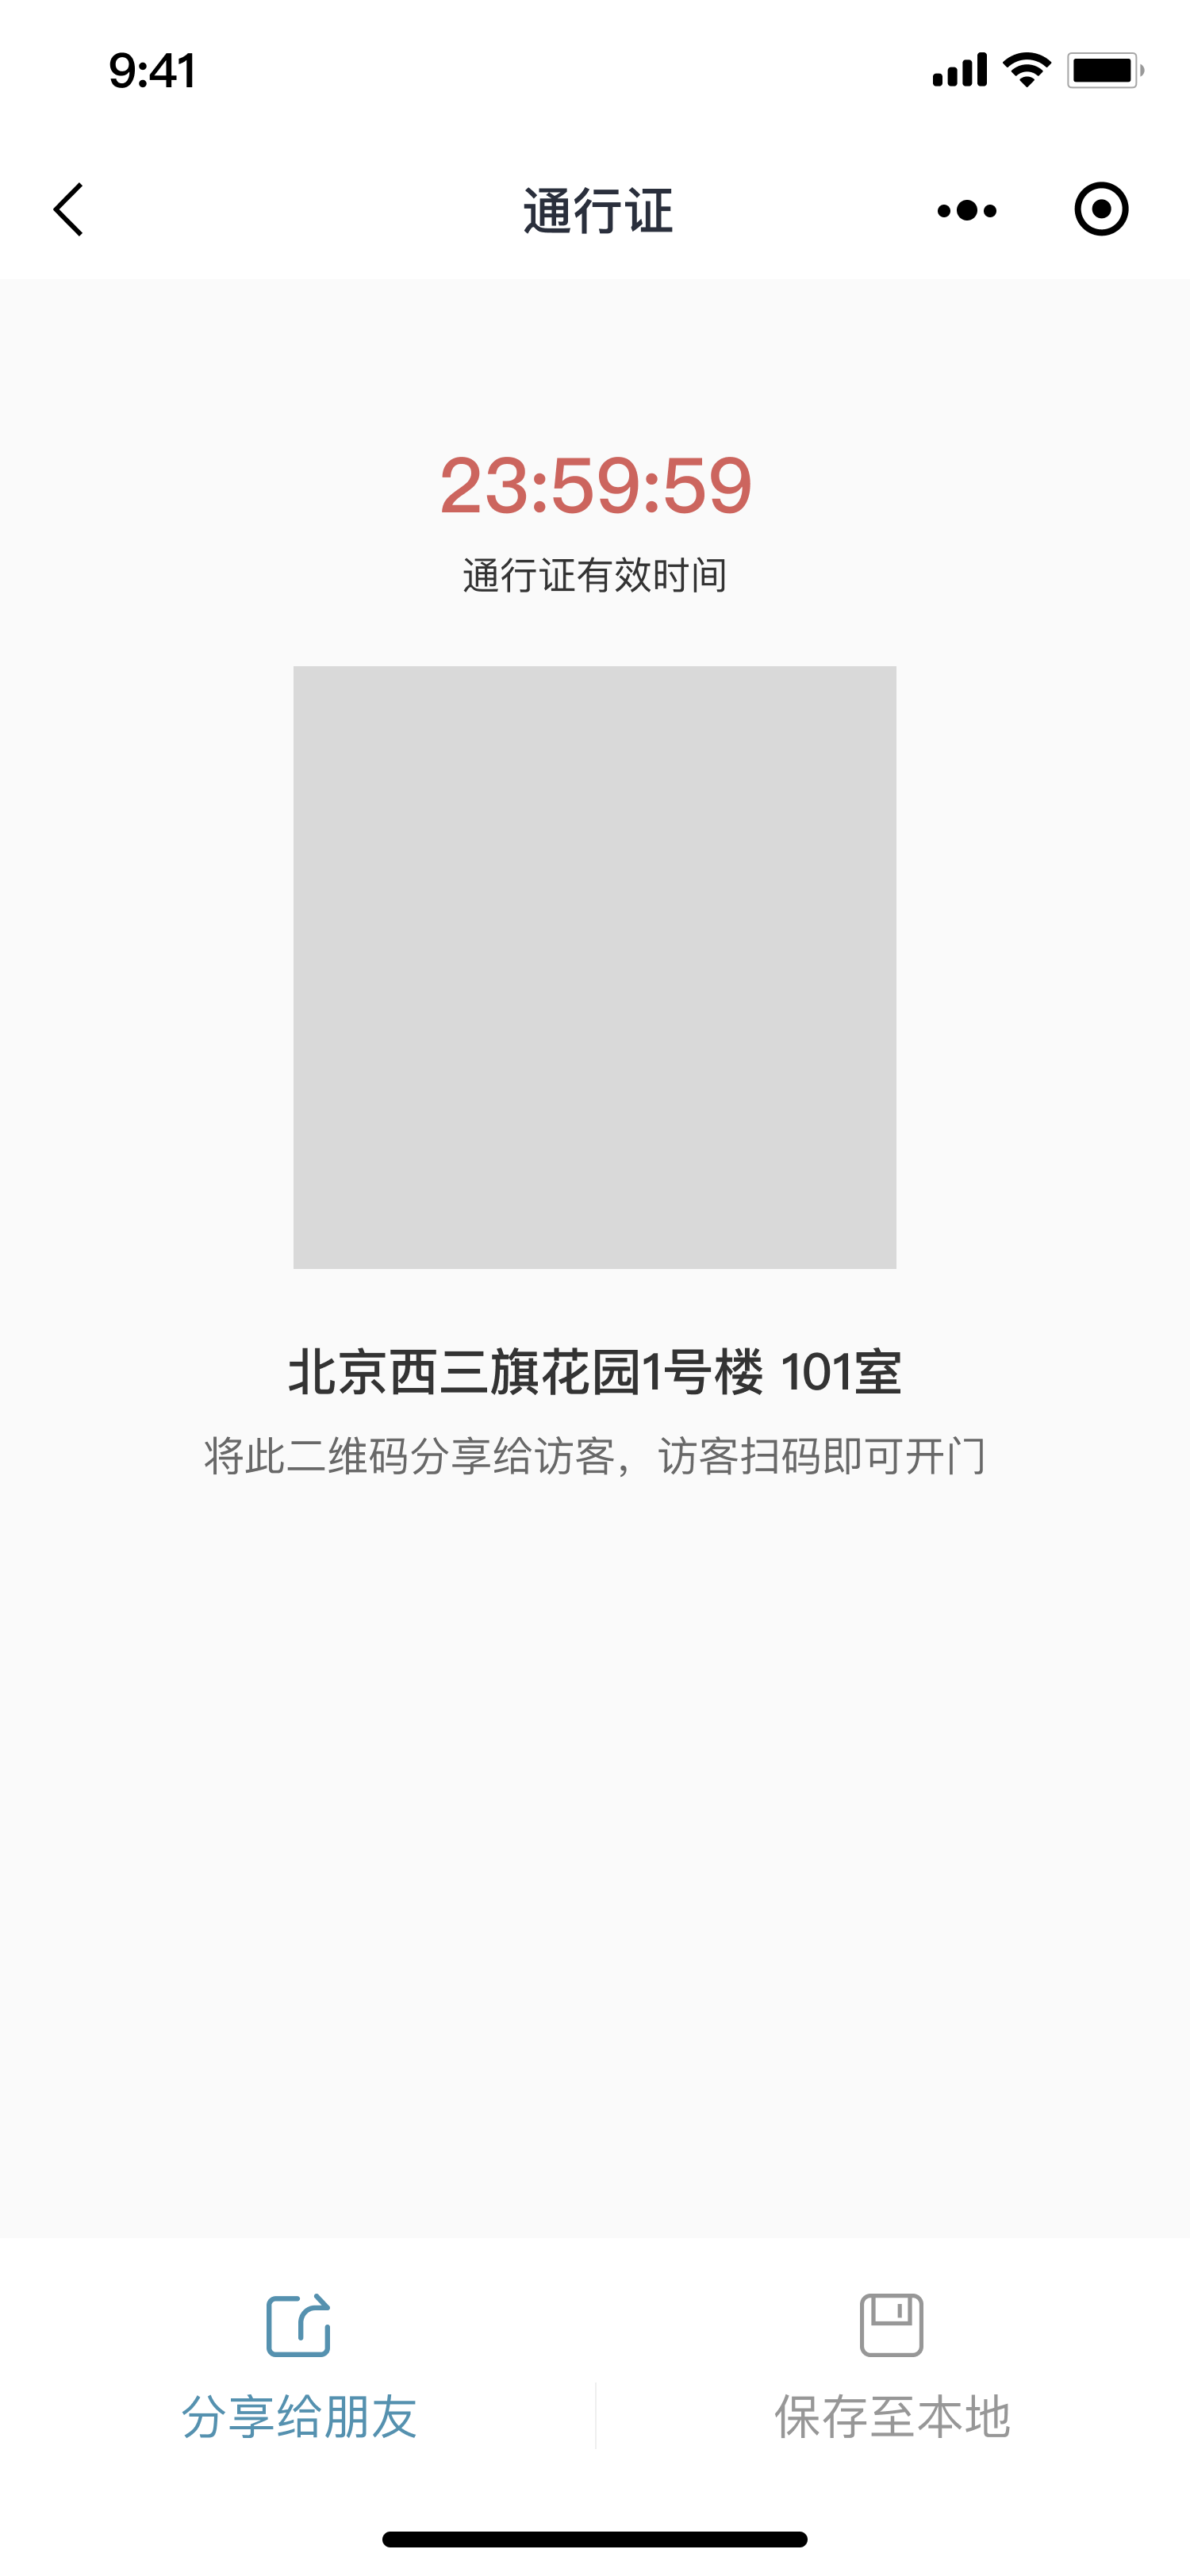 9:41
通行证
23:59:59
通行证有效时间
北京西三旗花园1号楼 101室
将此二维码分享给访客，访客扫码即可开门
分享给朋友
保存至本地